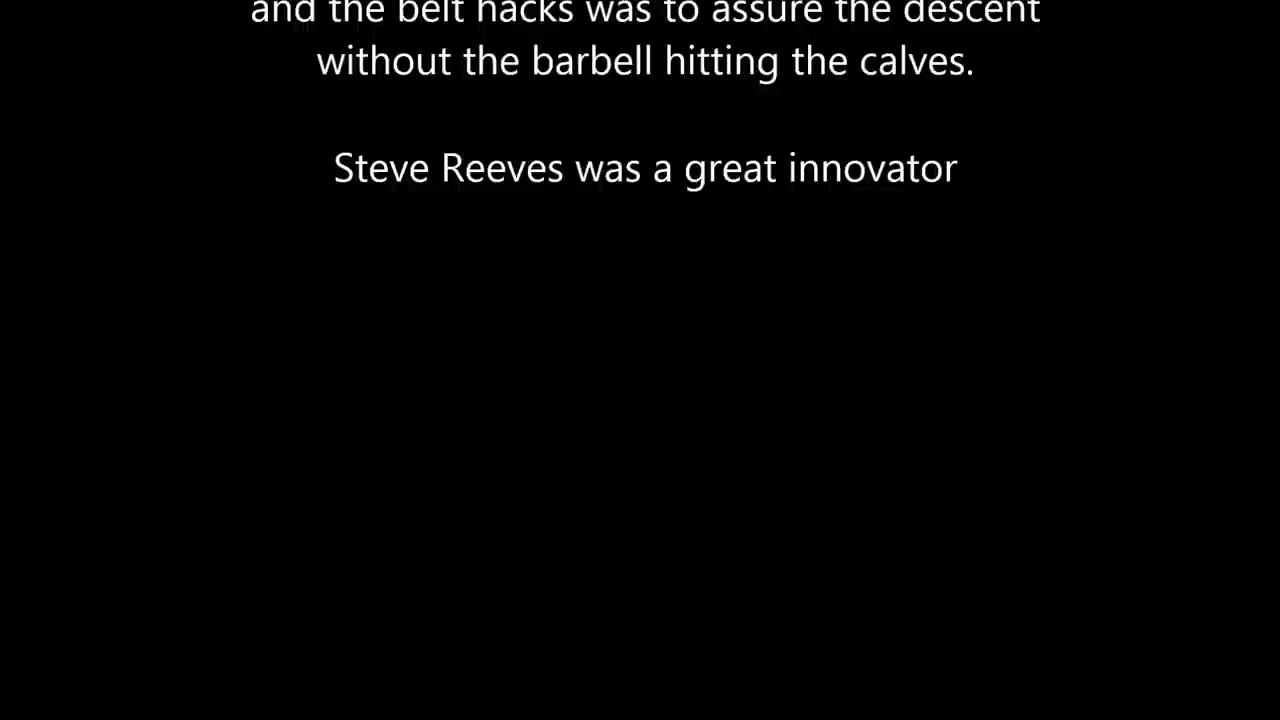 and the belt hacks was to assure the descent
without the barbell hitting the calves.
Steve Reeves was a great innovator